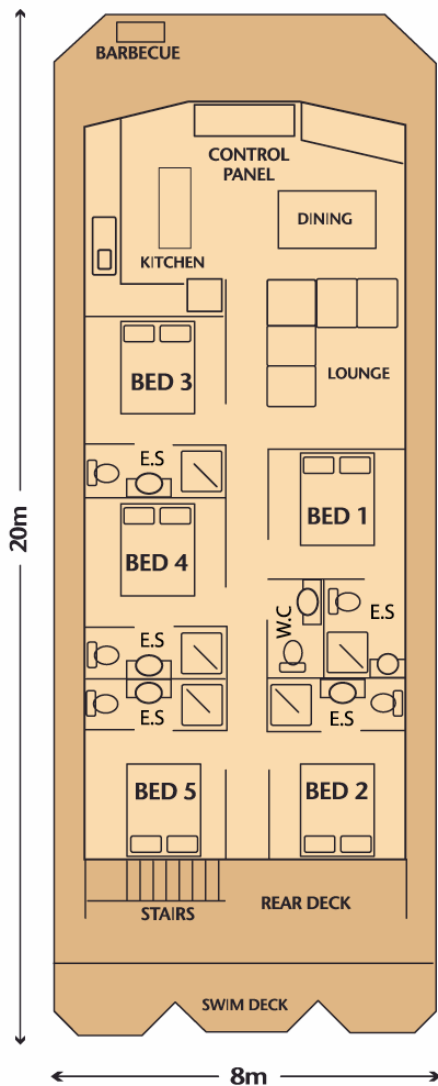 BARBECUE
CONTROL
PANEL
DINING
KITCHEN
LOUNGE
BED 3
E.S
BED 1
BED 4
W.C
E.S
E.S
E.S
E.S
BED 5
BED 2
STAIRS
REAR DECK
SWIM DECK
20m
8m